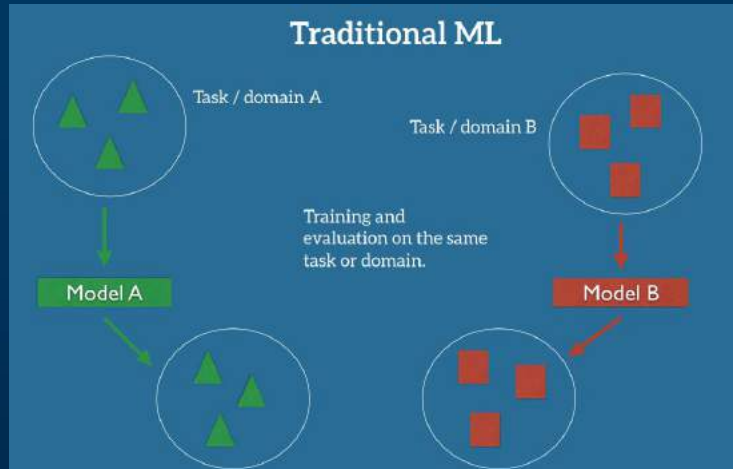 Traditional ML
Task / domain A
Task / domain B
Training and
evaluation on the same
task or domain.
Model A
Model B